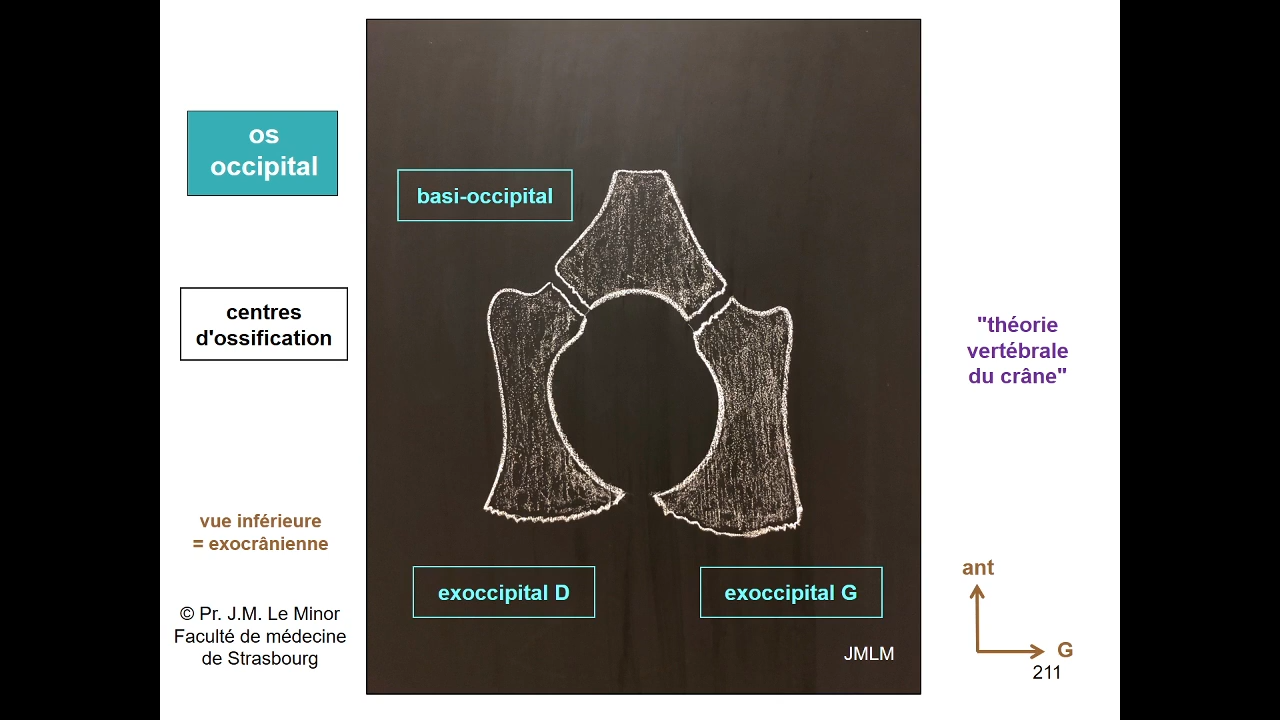 os
occipital
basi-occipital
centres
d'ossification
"théorie
vertébrale
du crâne"
vue inférieure
= exocrânienne
exoccipital D
exoccipital G
ant
G
© Pr. J.M. Le Minor
Faculté de médecine
de Strasbourg
JMLM
211